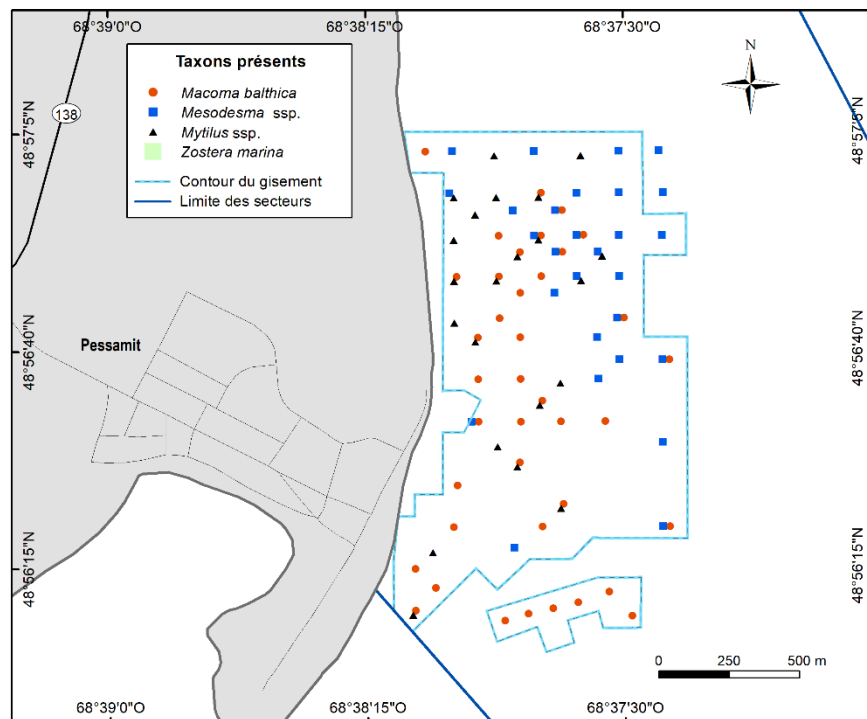 68°39'0"O 68°38'15"O 68°37'30"O
Taxons présents
Macoma balthica
Mesodesma ssp.
Mytilus ssp.
Zostera marina
Contour du gisement
Limite des secteurs
N
138
48°57'5"N 48°57'5"N
Pessamit
48°56'40"N 48°56'40"N
48°56'15"N 48°56'15"N
0 250 500 m
68°39'0"O 68°38'15"O 68°37'30"O